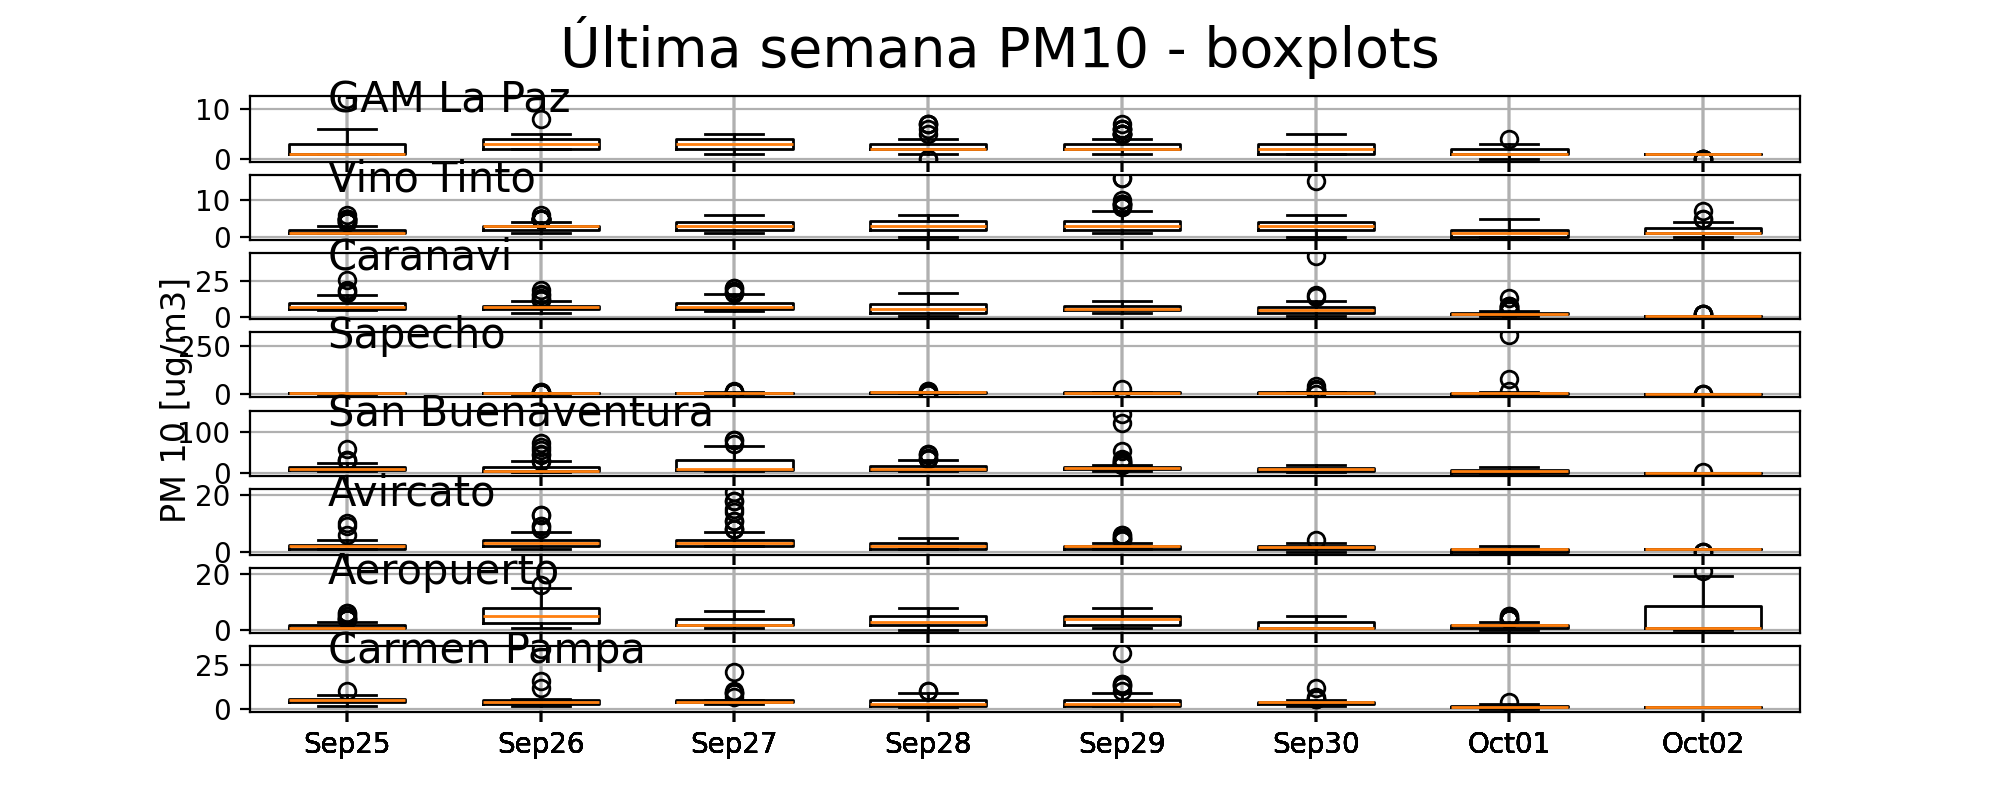 Última semana PM10 - boxplots
GAM La Paz
10
0
Vino Tinto
10
0
Caranavi
25
0
Sapecho
250
0
San Buenaventura
100
0
Avircato
20
0
Aeropuerto
20
0
Carmen Pampa
25
0
PM 10 [ug/m3]
Sep25 Sep26 Sep27 Sep28 Sep29 Sep30 Oct01 Oct02